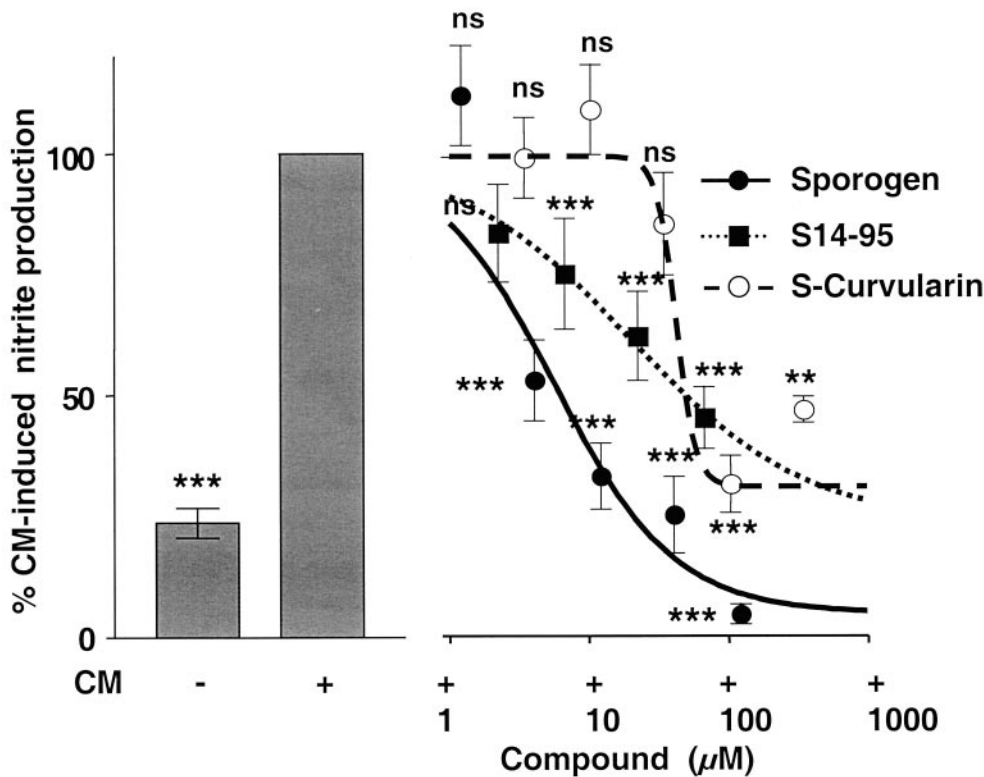 % CM-induced nitrite production
100
50
0
***
CM - +
ns
ns
ns
ns
ns
***
***
***
***
***
***
***
***
**
Sporogen
S14-95
S-Curvularin
+ + + +
1 10 100 1000
Compound (μM)